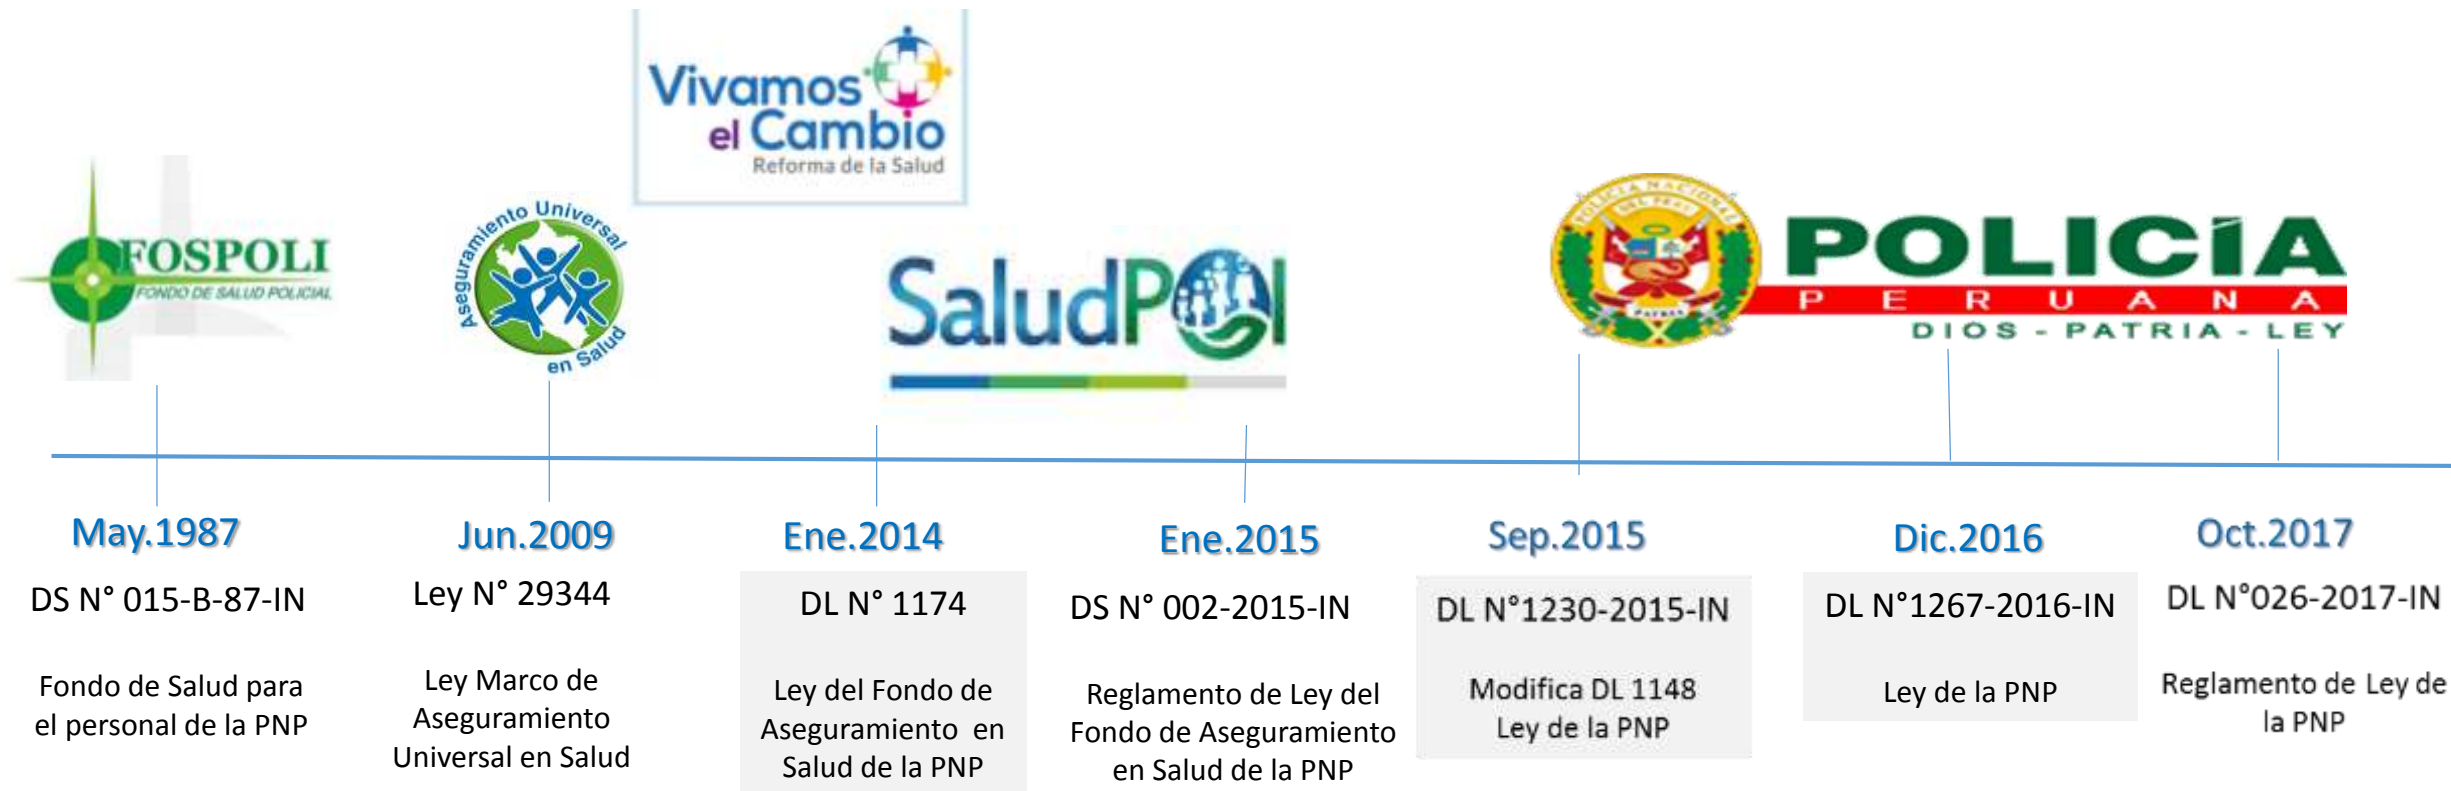 Vivamos
el Cambio
Reforma de la Salud
FOSPOLI
FONDO DE SALUD POLICIAL
Aseguramiento Universal
en Salud
SaludPOl
POLICIA NACIONAL
DEL PERU
PATRIA
POLICÍA
PERUANA
DIOS - PATRIA - LEY
May.1987
DS N° 015-B-87-IN
Fondo de Salud para
el personal de la PNP
Jun.2009
Ley N° 29344
Ley Marco de
Aseguramiento
Universal en Salud
Ene.2014
DL N° 1174
Ley del Fondo de
Aseguramiento en
Salud de la PNP
Ene.2015
DS N° 002-2015-IN
Reglamento de Ley del
Fondo de Aseguramiento
en Salud de la PNP
Sep.2015
DL N°1230-2015-IN
Modifica DL 1148
Ley de la PNP
Dic.2016
DL N°1267-2016-IN
Ley de la PNP
Oct.2017
DL N°026-2017-IN
Reglamento de Ley de
la PNP